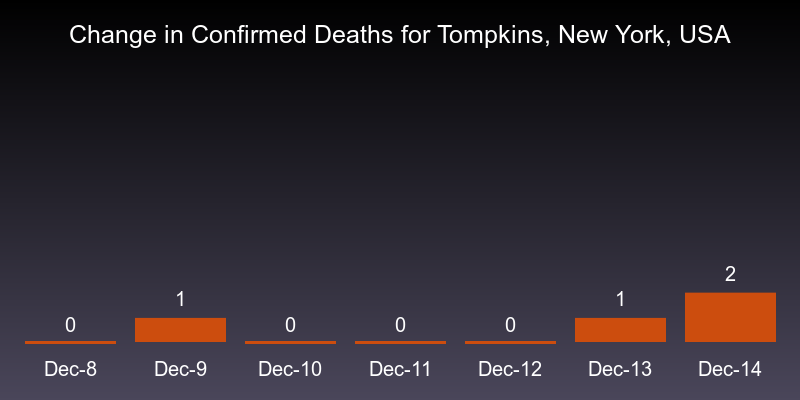 Change in Confirmed Deaths for Tompkins, New York, USA
0 1 0 0 0 1 2
Dec-8 Dec-9 Dec-10 Dec-11 Dec-12 Dec-13 Dec-14